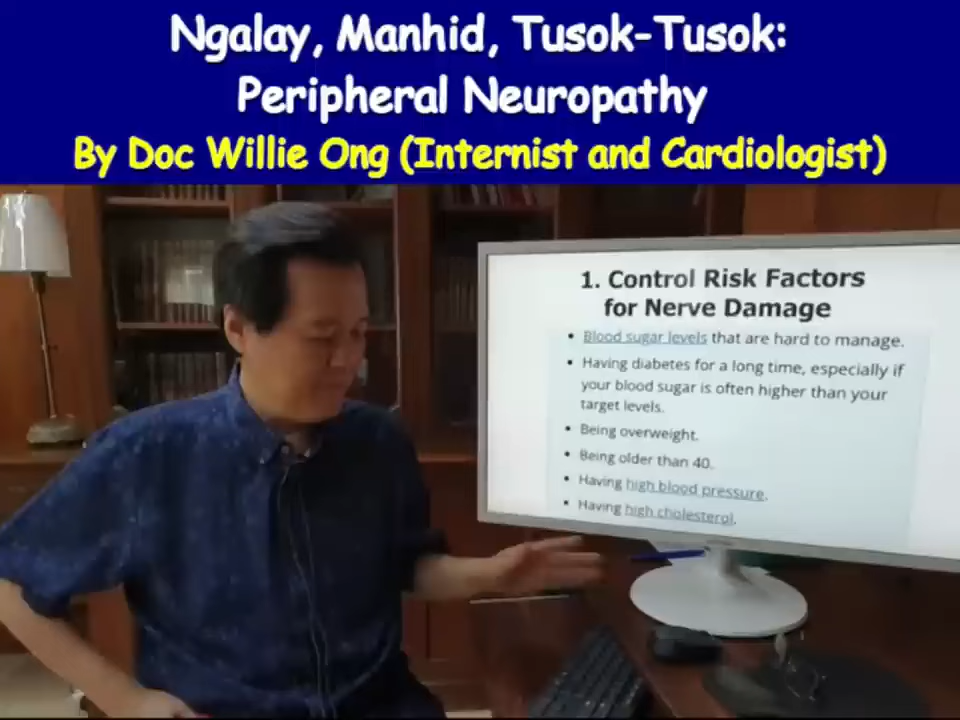 Ngalay, Manhid, Tusok-Tusok:
Peripheral Neuropathy
By Doc Willie Ong (Internist and Cardiologist)
1. Control Risk Factors
for Nerve Damage
• Blood sugar levels that are hard to manage.
• Having diabetes for a long time, especially if
your blood sugar is often higher than your
target levels.
• Being overweight.
• Being older than 40.
• Having high blood pressure.
• Having high cholesterol.